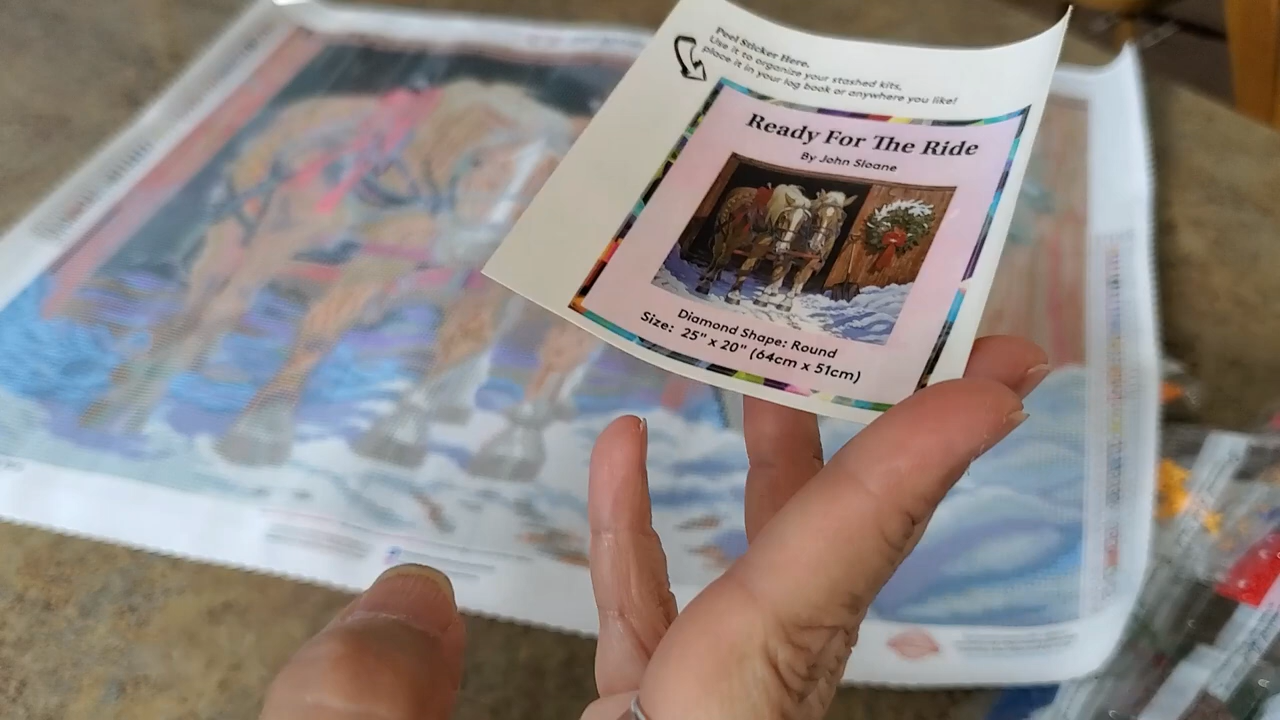 Peel Sticker Here.
Use it to organize your stashed kits,
place it in your log book or anywhere you like!
Ready For The Ride
By John Sloane
Diamond Shape: Round
Size: 25" x 20" (64cm x 51cm)